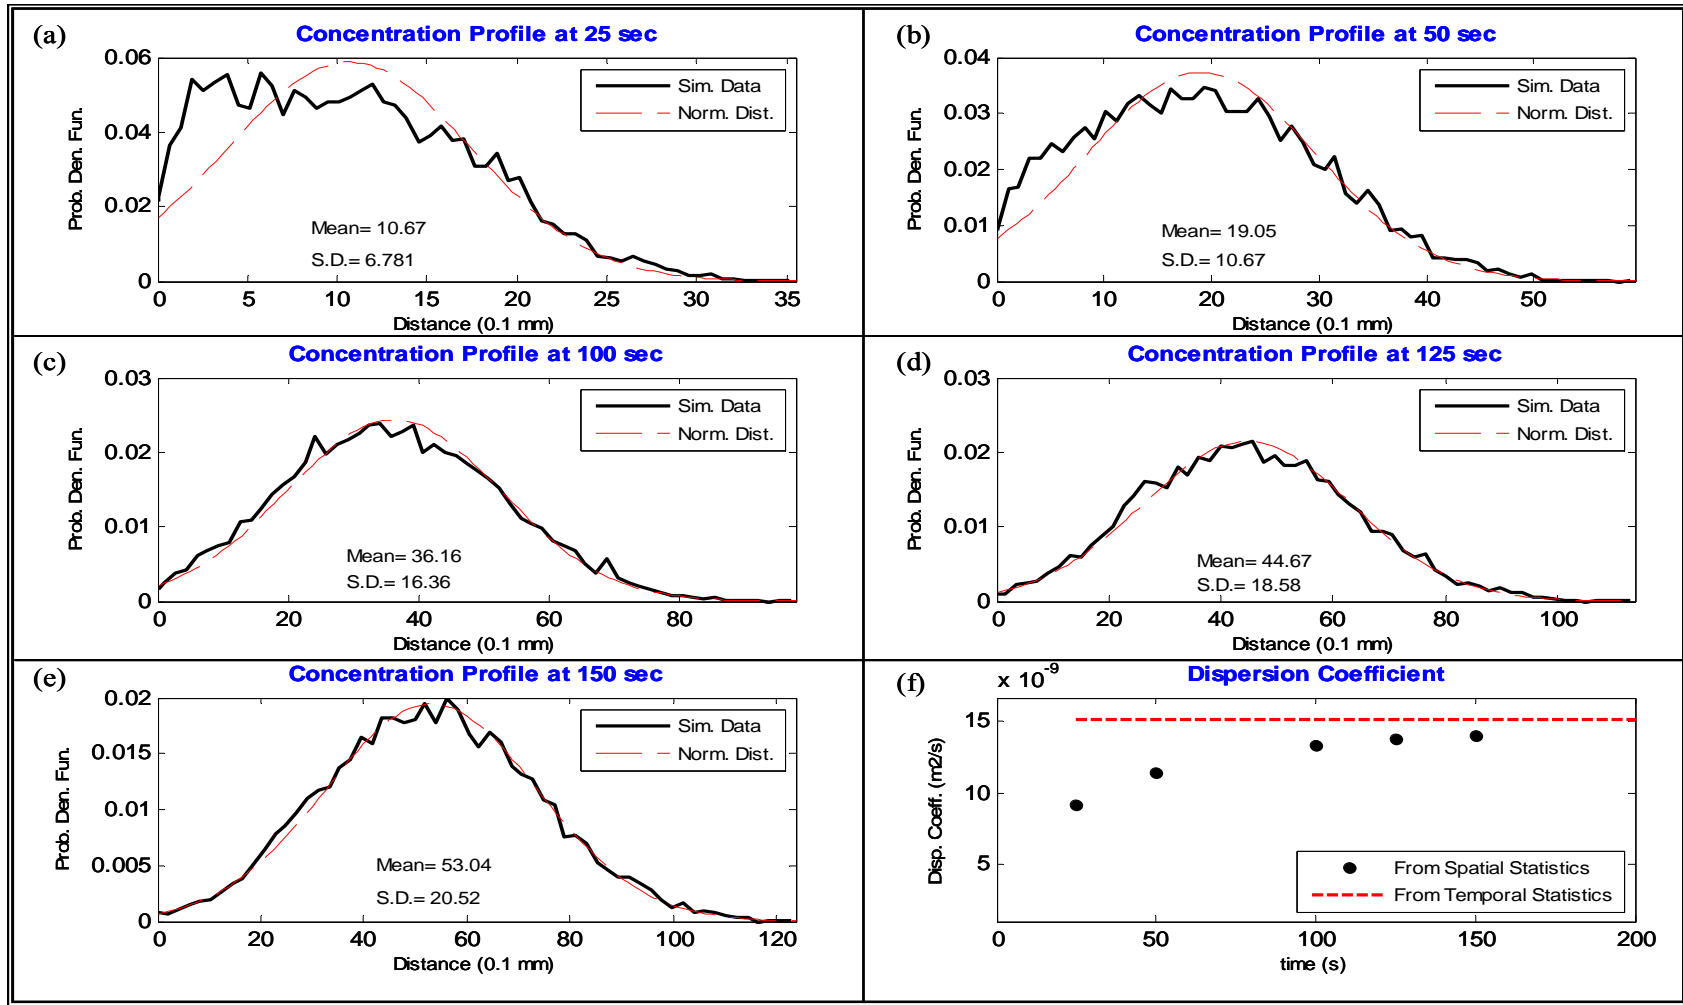 (a)
Concentration Profile at 25 sec
0.06
0.04
0.02
0
Prob. Den. Fun.
Sim. Data
Norm. Dist.
Mean= 10.67
S.D.= 6.781
0 5 10 15 20 25 30 35
Distance (0.1 mm)
(b)
Concentration Profile at 50 sec
0.04
0.03
0.02
0.01
0
Prob. Den. Fun.
Sim. Data
Norm. Dist.
Mean= 19.05
S.D.= 10.67
0 10 20 30 40 50
Distance (0.1 mm)
(c)
Concentration Profile at 100 sec
0.03
0.02
0.01
0
Prob. Den. Fun.
Sim. Data
Norm. Dist.
Mean= 36.16
S.D.= 16.36
0 20 40 60 80
Distance (0.1 mm)
(d)
Concentration Profile at 125 sec
0.03
0.02
0.01
0
Prob. Den. Fun.
Sim. Data
Norm. Dist.
Mean= 44.67
S.D.= 18.58
0 20 40 60 80 100
Distance (0.1 mm)
(e)
Concentration Profile at 150 sec
0.02
0.015
0.01
0.005
0
Prob. Den. Fun.
Sim. Data
Norm. Dist.
Mean= 53.04
S.D.= 20.52
0 20 40 60 80 100 120
Distance (0.1 mm)
(f)
x 10^-9
Dispersion Coefficient
15
10
5
Disp. Coeff. (m2/s)
From Spatial Statistics
From Temporal Statistics
0 50 100 150 200
time (s)